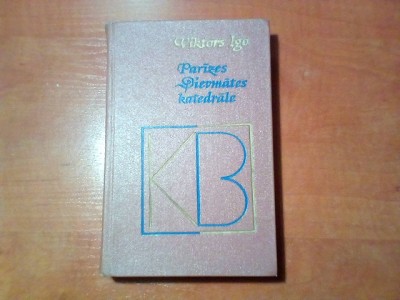 Viktors Igo
Parīzes
Dievmātes
katedrāle
KB